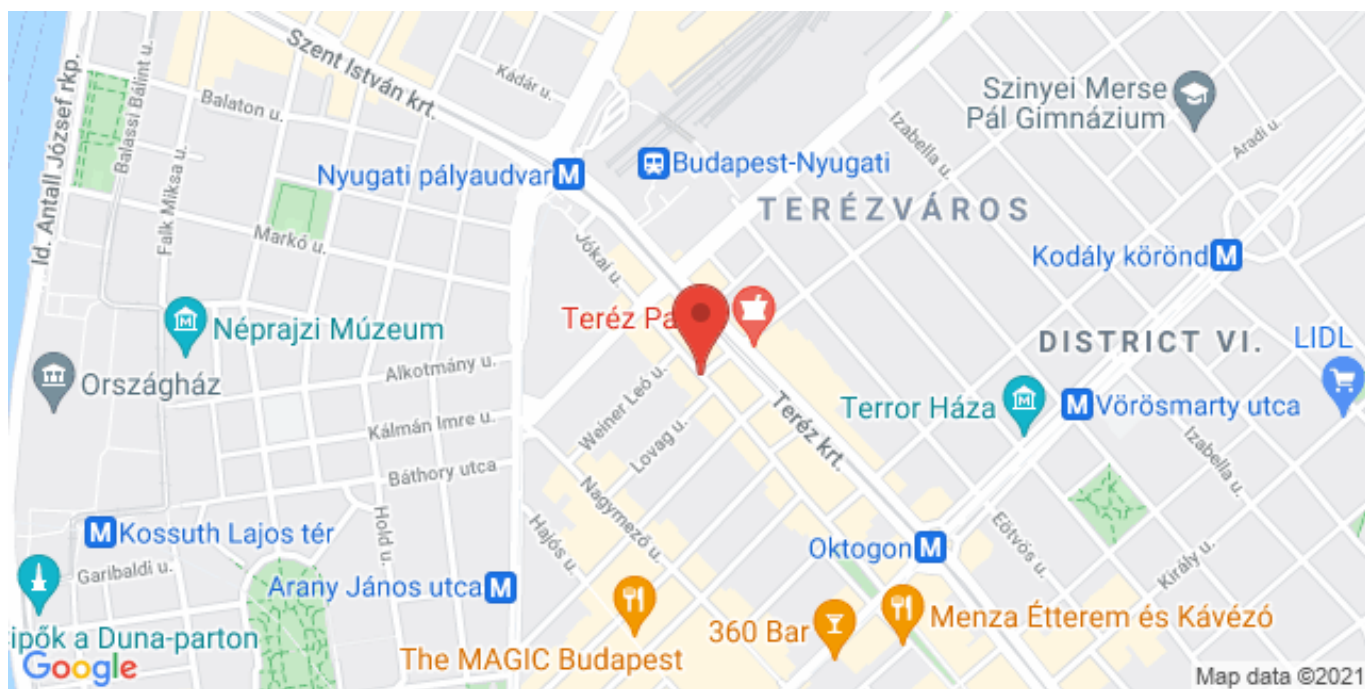 Szent István krt.
Kádár u.
Balassi Bálint u.
Balaton u.
Id. Antall József rkp.
Falk Miksa u.
Szinyei Merse
Pál Gimnázium
Izabella u.
Aradi u.
Nyugati pályaudvar
M
Budapest-Nyugati
TERÉZVÁROS
Markó u.
Jókai u.
Kodály körönd
M
Teréz
Néprajzi Múzeum
DISTRICT VI.
LIDL
Országház
Alkotmány u.
Weiner Leó u.
Teréz krt.
Terror Háza
M
Vörösmarty utca
Kálmán Imre u.
Lovag u.
Izabella u.
Báthory utca
Nagymező u.
M
Kossuth Lajos tér
Hold u.
Hajós u.
Oktogon
M
Eötvös u.
Király u.
Garibaldi u.
Arany János utca
M
360 Bar
Menza Étterem és Kávézó
ipők a Duna-parton
The MAGIC Budapest
Google
Map data ©2021